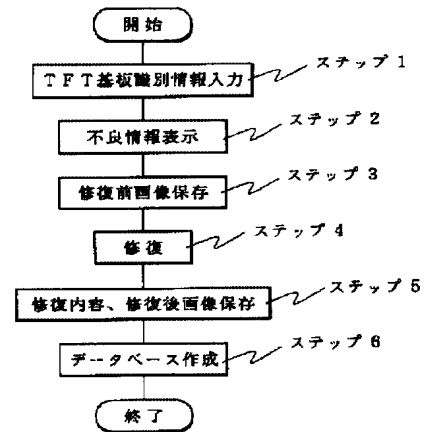 開始
TFT基板識別情報入力
ステップ1
不良情報表示
ステップ2
修復前画像保存
ステップ3
修復
ステップ4
修復内容、修復後画像保存
ステップ5
データベース作成
ステップ6
終了